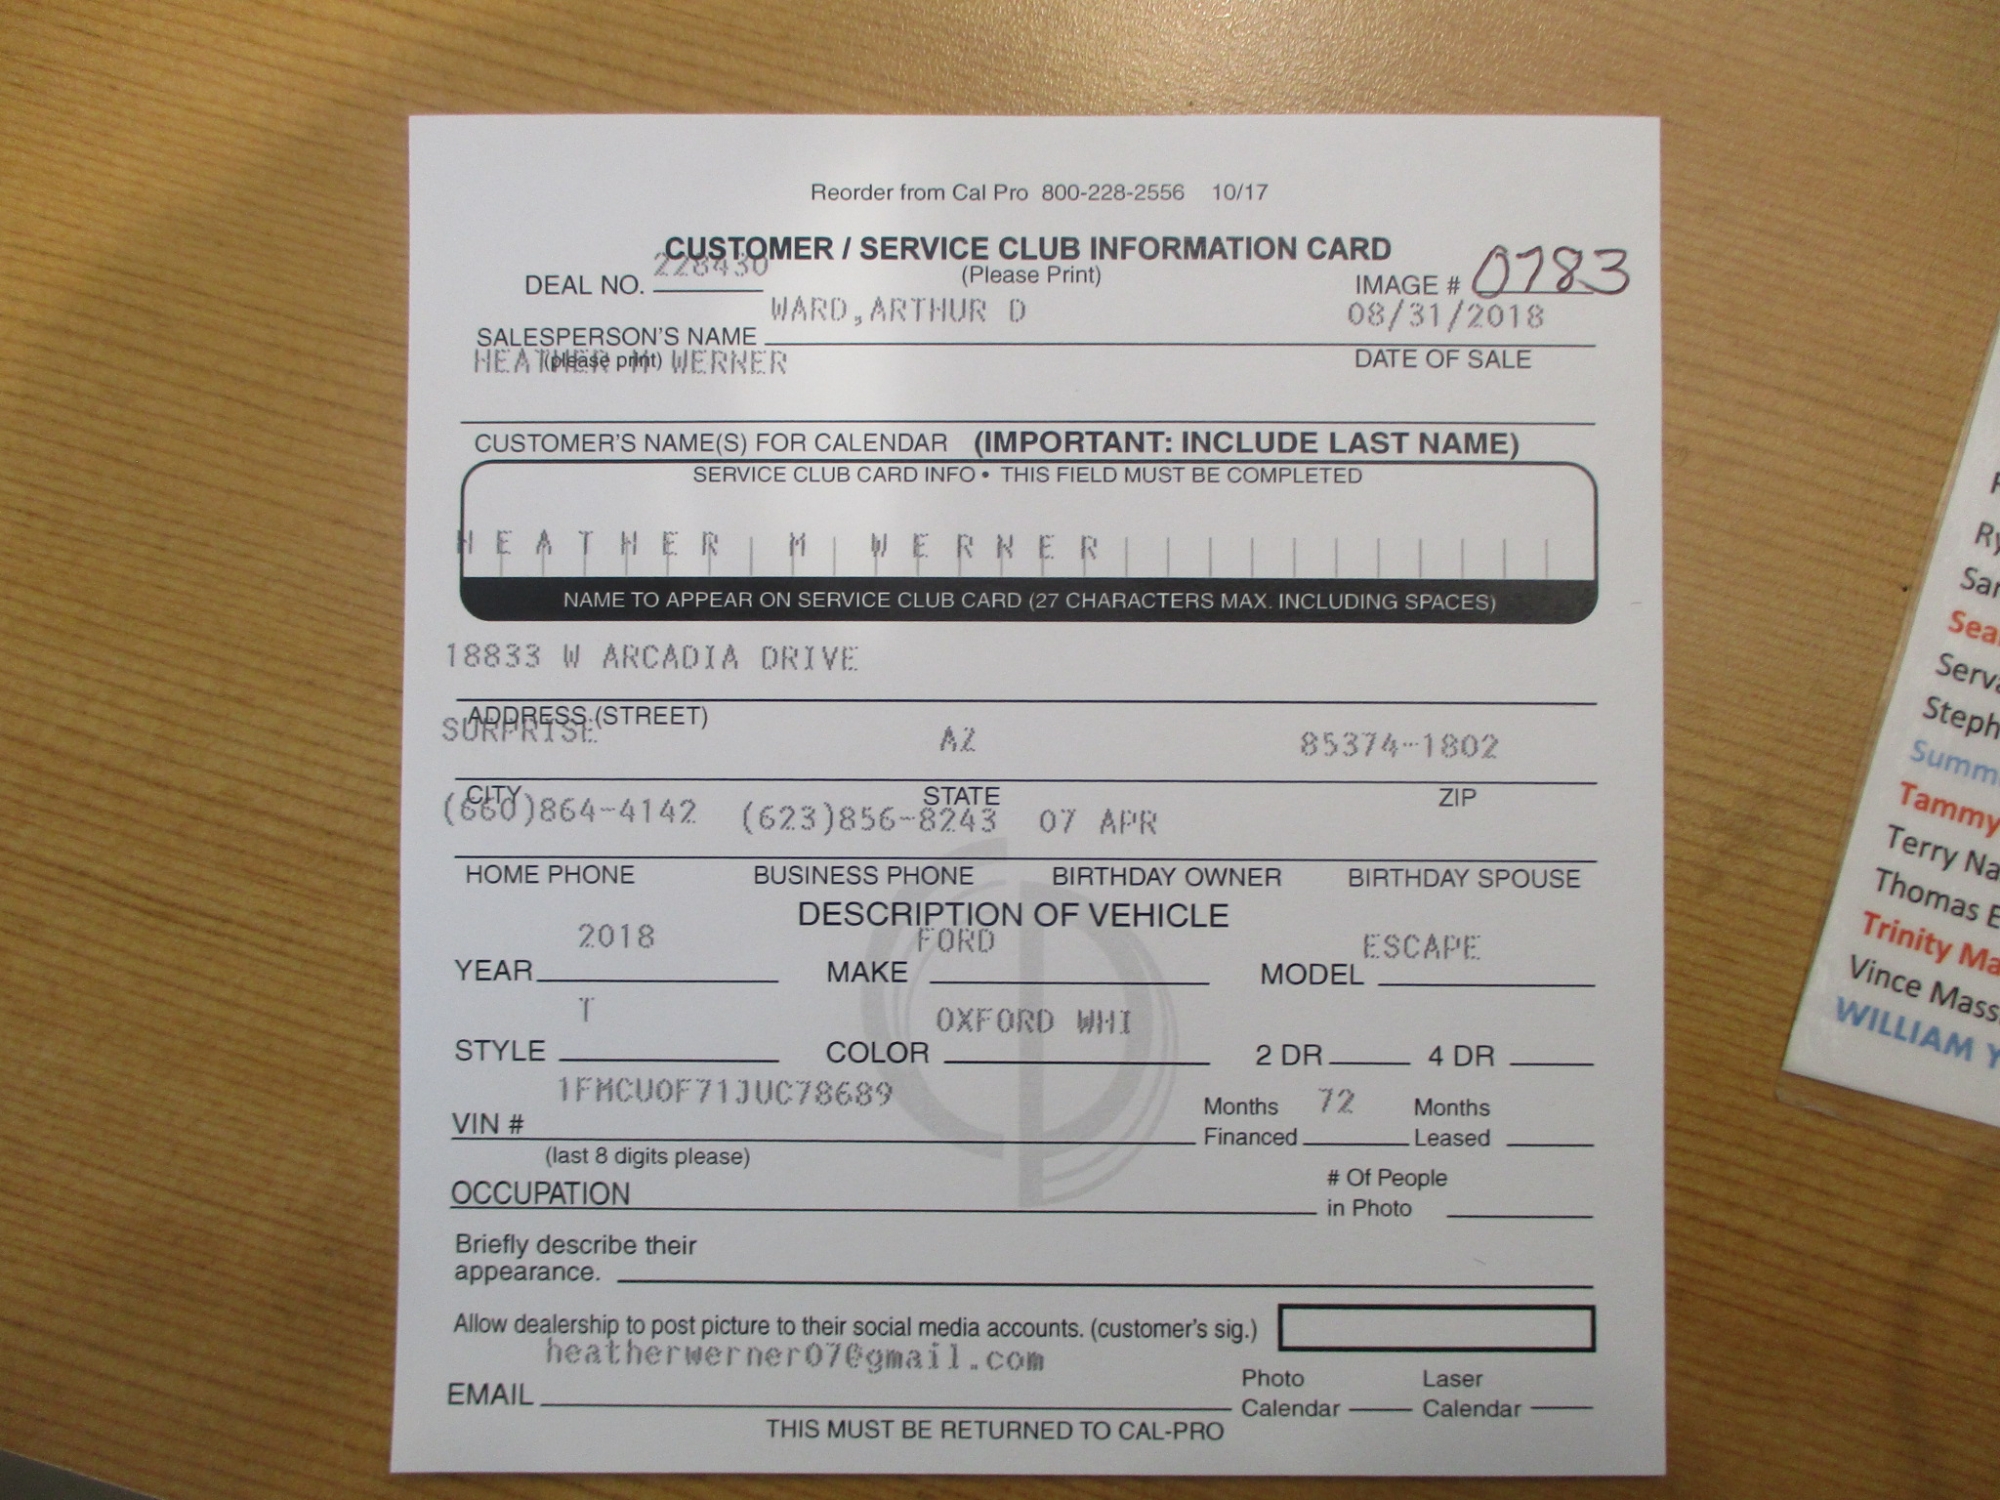 Reorder from Cal Pro 800-228-2556 10/17
CUSTOMER / SERVICE CLUB INFORMATION CARD
228430
DEAL NO. (Please Print) IMAGE # 0783
WARD,ARTHUR D 08/31/2018
SALESPERSON'S NAME
(please print) DATE OF SALE
HEATHER M WERNER
CUSTOMER'S NAME(S) FOR CALENDAR (IMPORTANT: INCLUDE LAST NAME)
SERVICE CLUB CARD INFO • THIS FIELD MUST BE COMPLETED
HEATHER M WERNER
NAME TO APPEAR ON SERVICE CLUB CARD (27 CHARACTERS MAX. INCLUDING SPACES)
18833 W ARCADIA DRIVE
ADDRESS (STREET)
SURPRISE AZ 85374-1802
CITY STATE ZIP
(660)864-4142 (623)856-8243 07 APR
HOME PHONE BUSINESS PHONE BIRTHDAY OWNER BIRTHDAY SPOUSE
DESCRIPTION OF VEHICLE
2018 FORD ESCAPE
YEAR MAKE MODEL
T OXFORD WHI
STYLE COLOR 2 DR 4 DR
1FMCU0F71JUC78689
VIN # Months Financed 72 Months Leased
(last 8 digits please)
OCCUPATION # Of People in Photo
Briefly describe their
appearance.
Allow dealership to post picture to their social media accounts. (customer's sig.)
heatherwerner07@gmail.com
EMAIL Photo Calendar Laser Calendar
THIS MUST BE RETURNED TO CAL-PRO
Terry Na
Thomas E
Trinity Ma
Vince Mass
WILLIAM Y
Tammy
Steph
Summ
Serva
Sea
Sar
Ry